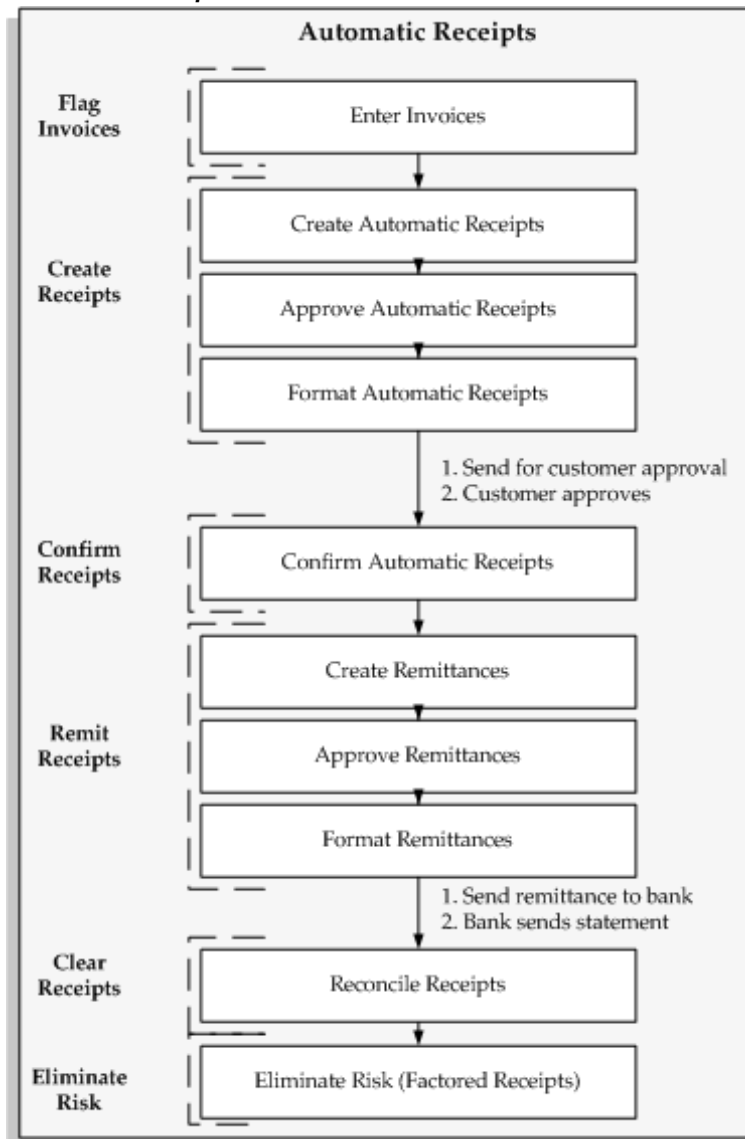 Automatic Receipts
Flag
Invoices
Enter Invoices
Create
Receipts
Create Automatic Receipts
Approve Automatic Receipts
Format Automatic Receipts
1. Send for customer approval
2. Customer approves
Confirm
Receipts
Confirm Automatic Receipts
Remit
Receipts
Create Remittances
Approve Remittances
Format Remittances
1. Send remittance to bank
2. Bank sends statement
Clear
Receipts
Reconcile Receipts
Eliminate
Risk
Eliminate Risk (Factored Receipts)